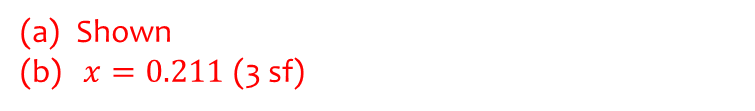 (a) Shown
(b) x = 0.211 (3 sf)